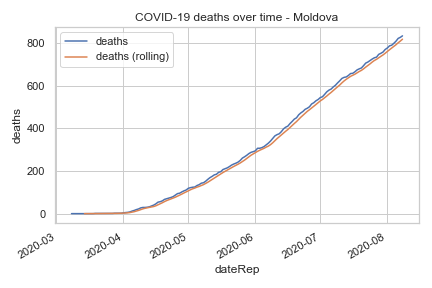 COVID-19 deaths over time - Moldova
deaths
deaths (rolling)
800
600
400
200
0
deaths
2020-03
2020-04
2020-05
2020-06
2020-07
2020-08
dateRep